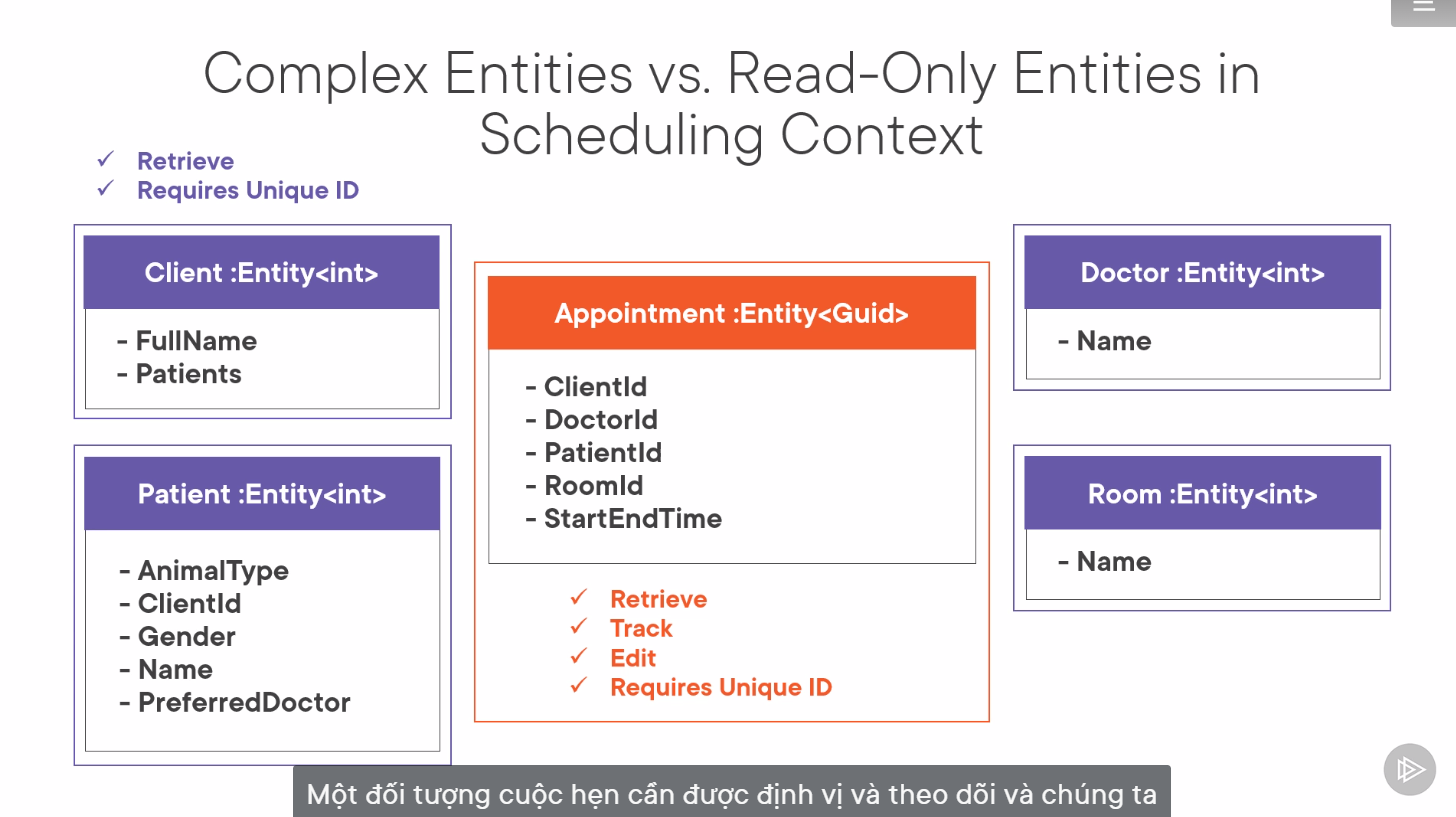 Complex Entities vs. Read-Only Entities in
Scheduling Context
✓ Retrieve
✓ Requires Unique ID
Client :Entity<int>
- FullName
- Patients
Patient :Entity<int>
- AnimalType
- ClientId
- Gender
- Name
- PreferredDoctor
Appointment :Entity<Guid>
- ClientId
- DoctorId
- PatientId
- RoomId
- StartEndTime
✓ Retrieve
✓ Track
✓ Edit
✓ Requires Unique ID
Doctor :Entity<int>
- Name
Room :Entity<int>
- Name
Một đối tượng cuộc hẹn cần được định vị và theo dõi và chúng ta